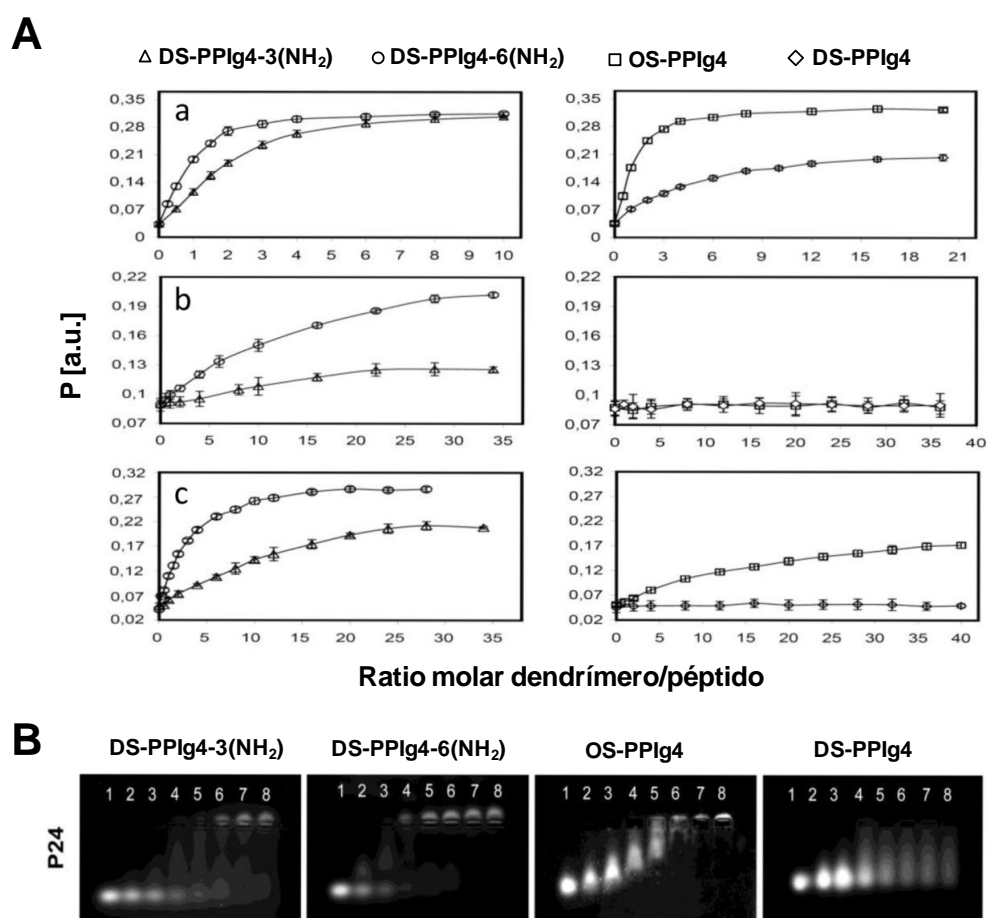 A
△ DS-PPIg4-3(NH₂) ○ DS-PPIg4-6(NH₂) □ OS-PPIg4 ◇ DS-PPIg4
P [a.u.]
a
0,35
0,28
0,21
0,14
0,07
0
0 1 2 3 4 5 6 7 8 9 10
0,35
0,28
0,21
0,14
0,07
0
0 3 6 9 12 15 18 21
b
0,22
0,19
0,16
0,13
0,1
0,07
0 5 10 15 20 25 30 35
0,22
0,19
0,16
0,13
0,1
0,07
0 5 10 15 20 25 30 35 40
c
0,32
0,27
0,22
0,17
0,12
0,07
0,02
0 5 10 15 20 25 30 35
0,32
0,27
0,22
0,17
0,12
0,07
0,02
0 5 10 15 20 25 30 35 40
Ratio molar dendrímero/péptido
B
DS-PPIg4-3(NH₂) DS-PPIg4-6(NH₂) OS-PPIg4 DS-PPIg4
P24
1 2 3 4 5 6 7 8
1 2 3 4 5 6 7 8
1 2 3 4 5 6 7 8
1 2 3 4 5 6 7 8